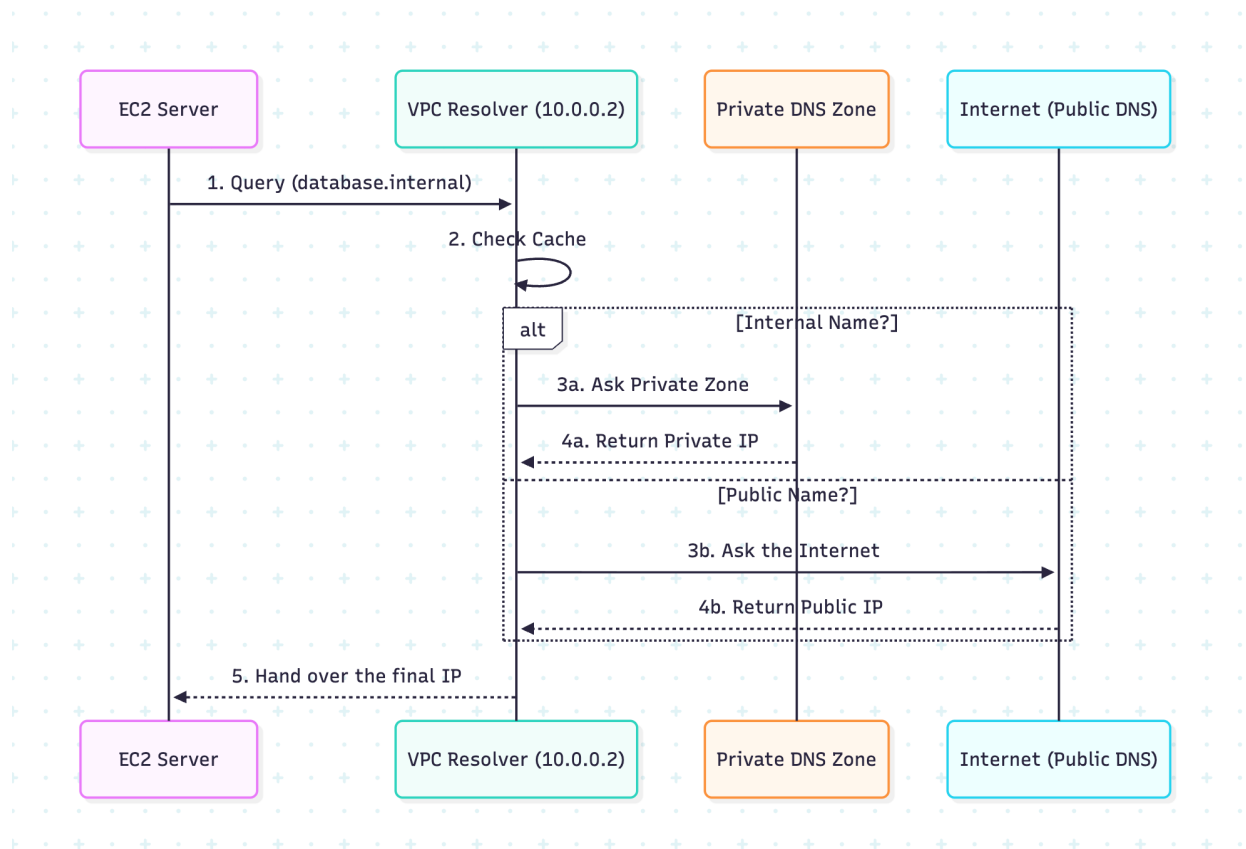 EC2 Server
VPC Resolver (10.0.0.2)
Private DNS Zone
Internet (Public DNS)
1. Query (database.internal)
2. Check Cache
alt
[Internal Name?]
3a. Ask Private Zone
4a. Return Private IP
[Public Name?]
3b. Ask the Internet
4b. Return Public IP
5. Hand over the final IP
EC2 Server
VPC Resolver (10.0.0.2)
Private DNS Zone
Internet (Public DNS)